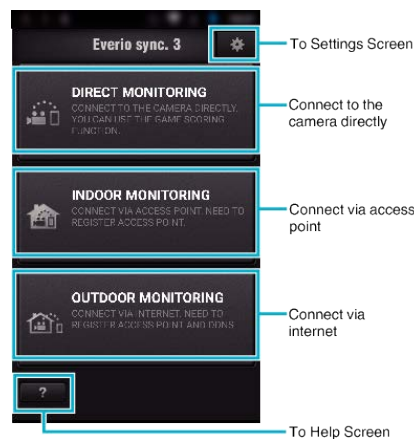 Everio sync. 3
To Settings Screen
DIRECT MONITORING
CONNECT TO THE CAMERA DIRECTLY.
YOU CAN USE THE GAME SCORING
FUNCTION.
Connect to the
camera directly
INDOOR MONITORING
CONNECT VIA ACCESS POINT. NEED TO
REGISTER ACCESS POINT.
Connect via access
point
OUTDOOR MONITORING
CONNECT VIA INTERNET. NEED TO
REGISTER ACCESS POINT AND DDNS
Connect via
internet
?
To Help Screen